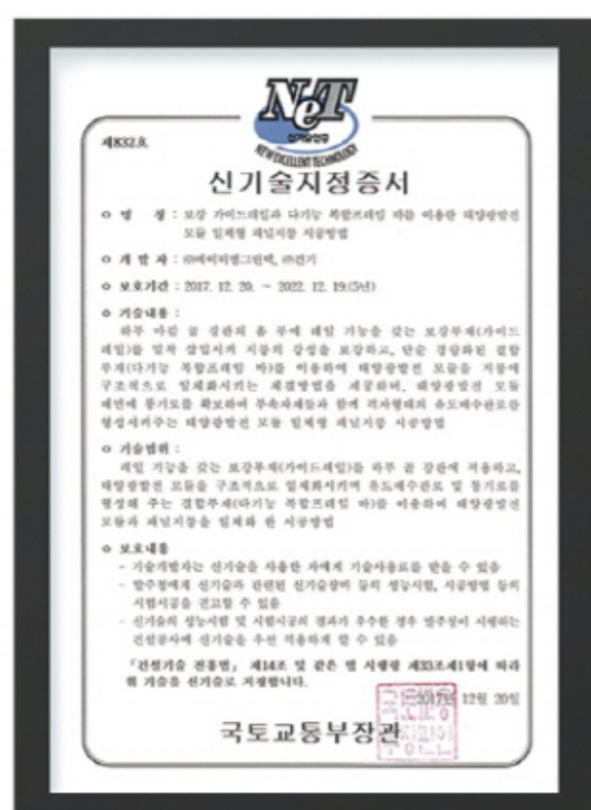 NeT
신기술인증
NEW EXCELLENT TECHNOLOGY
제832호
신기술지정증서
명 칭 : 보강 가이드레일과 다기능 복합프레임 바를 이용한 태양광발전
모듈 일체형 패널지붕 시공방법
개 발 자 : ㈜에이비엠그린텍, ㈜건기
보호기간 : 2017. 12. 20. ~ 2022. 12. 19.(5년)
기술내용 :
하부 마감 골 강판의 홈 부에 레일 기능을 갖는 보강부재(가이드
레일)를 밀착 삽입시켜 지붕의 강성을 보강하고, 단순 경량화된 결합
부재(다기능 복합프레임 바)를 이용하여 태양광발전 모듈을 지붕에
구조적으로 일체화시키는 체결방법을 제공하며, 태양광발전 모듈
배면에 통기로를 확보하며 부속자재들과 함께 격자형태의 유도배수관로를
형성시켜주는 태양광발전 모듈 일체형 패널지붕 시공방법
기술범위 :
레일 기능을 갖는 보강부재(가이드레일)를 하부 골 강판에 적용하고,
태양광발전 모듈을 구조적으로 일체화시키며 유도배수관로 및 통기로를
형성해 주는 결합부재(다기능 복합프레임 바)를 이용하여 태양광발전
모듈과 패널지붕을 일체화 한 시공방법
보호내용
- 기술개발자는 신기술을 사용한 자에게 기술사용료를 받을 수 있음
- 발주청에게 신기술과 관련된 신기술장비 등의 성능시험, 시공방법 등의
시험시공을 권고할 수 있음
- 신기술의 성능시험 및 시험시공의 결과가 우수한 경우 발주청이 시행하는
건설공사에 신기술을 우선 적용하게 할 수 있음
「건설기술 진흥법」 제14조 및 같은 법 시행령 제33조제1항에 따라
위 기술을 신기술로 지정합니다.
2017년 12월 20일
국토교통부장관